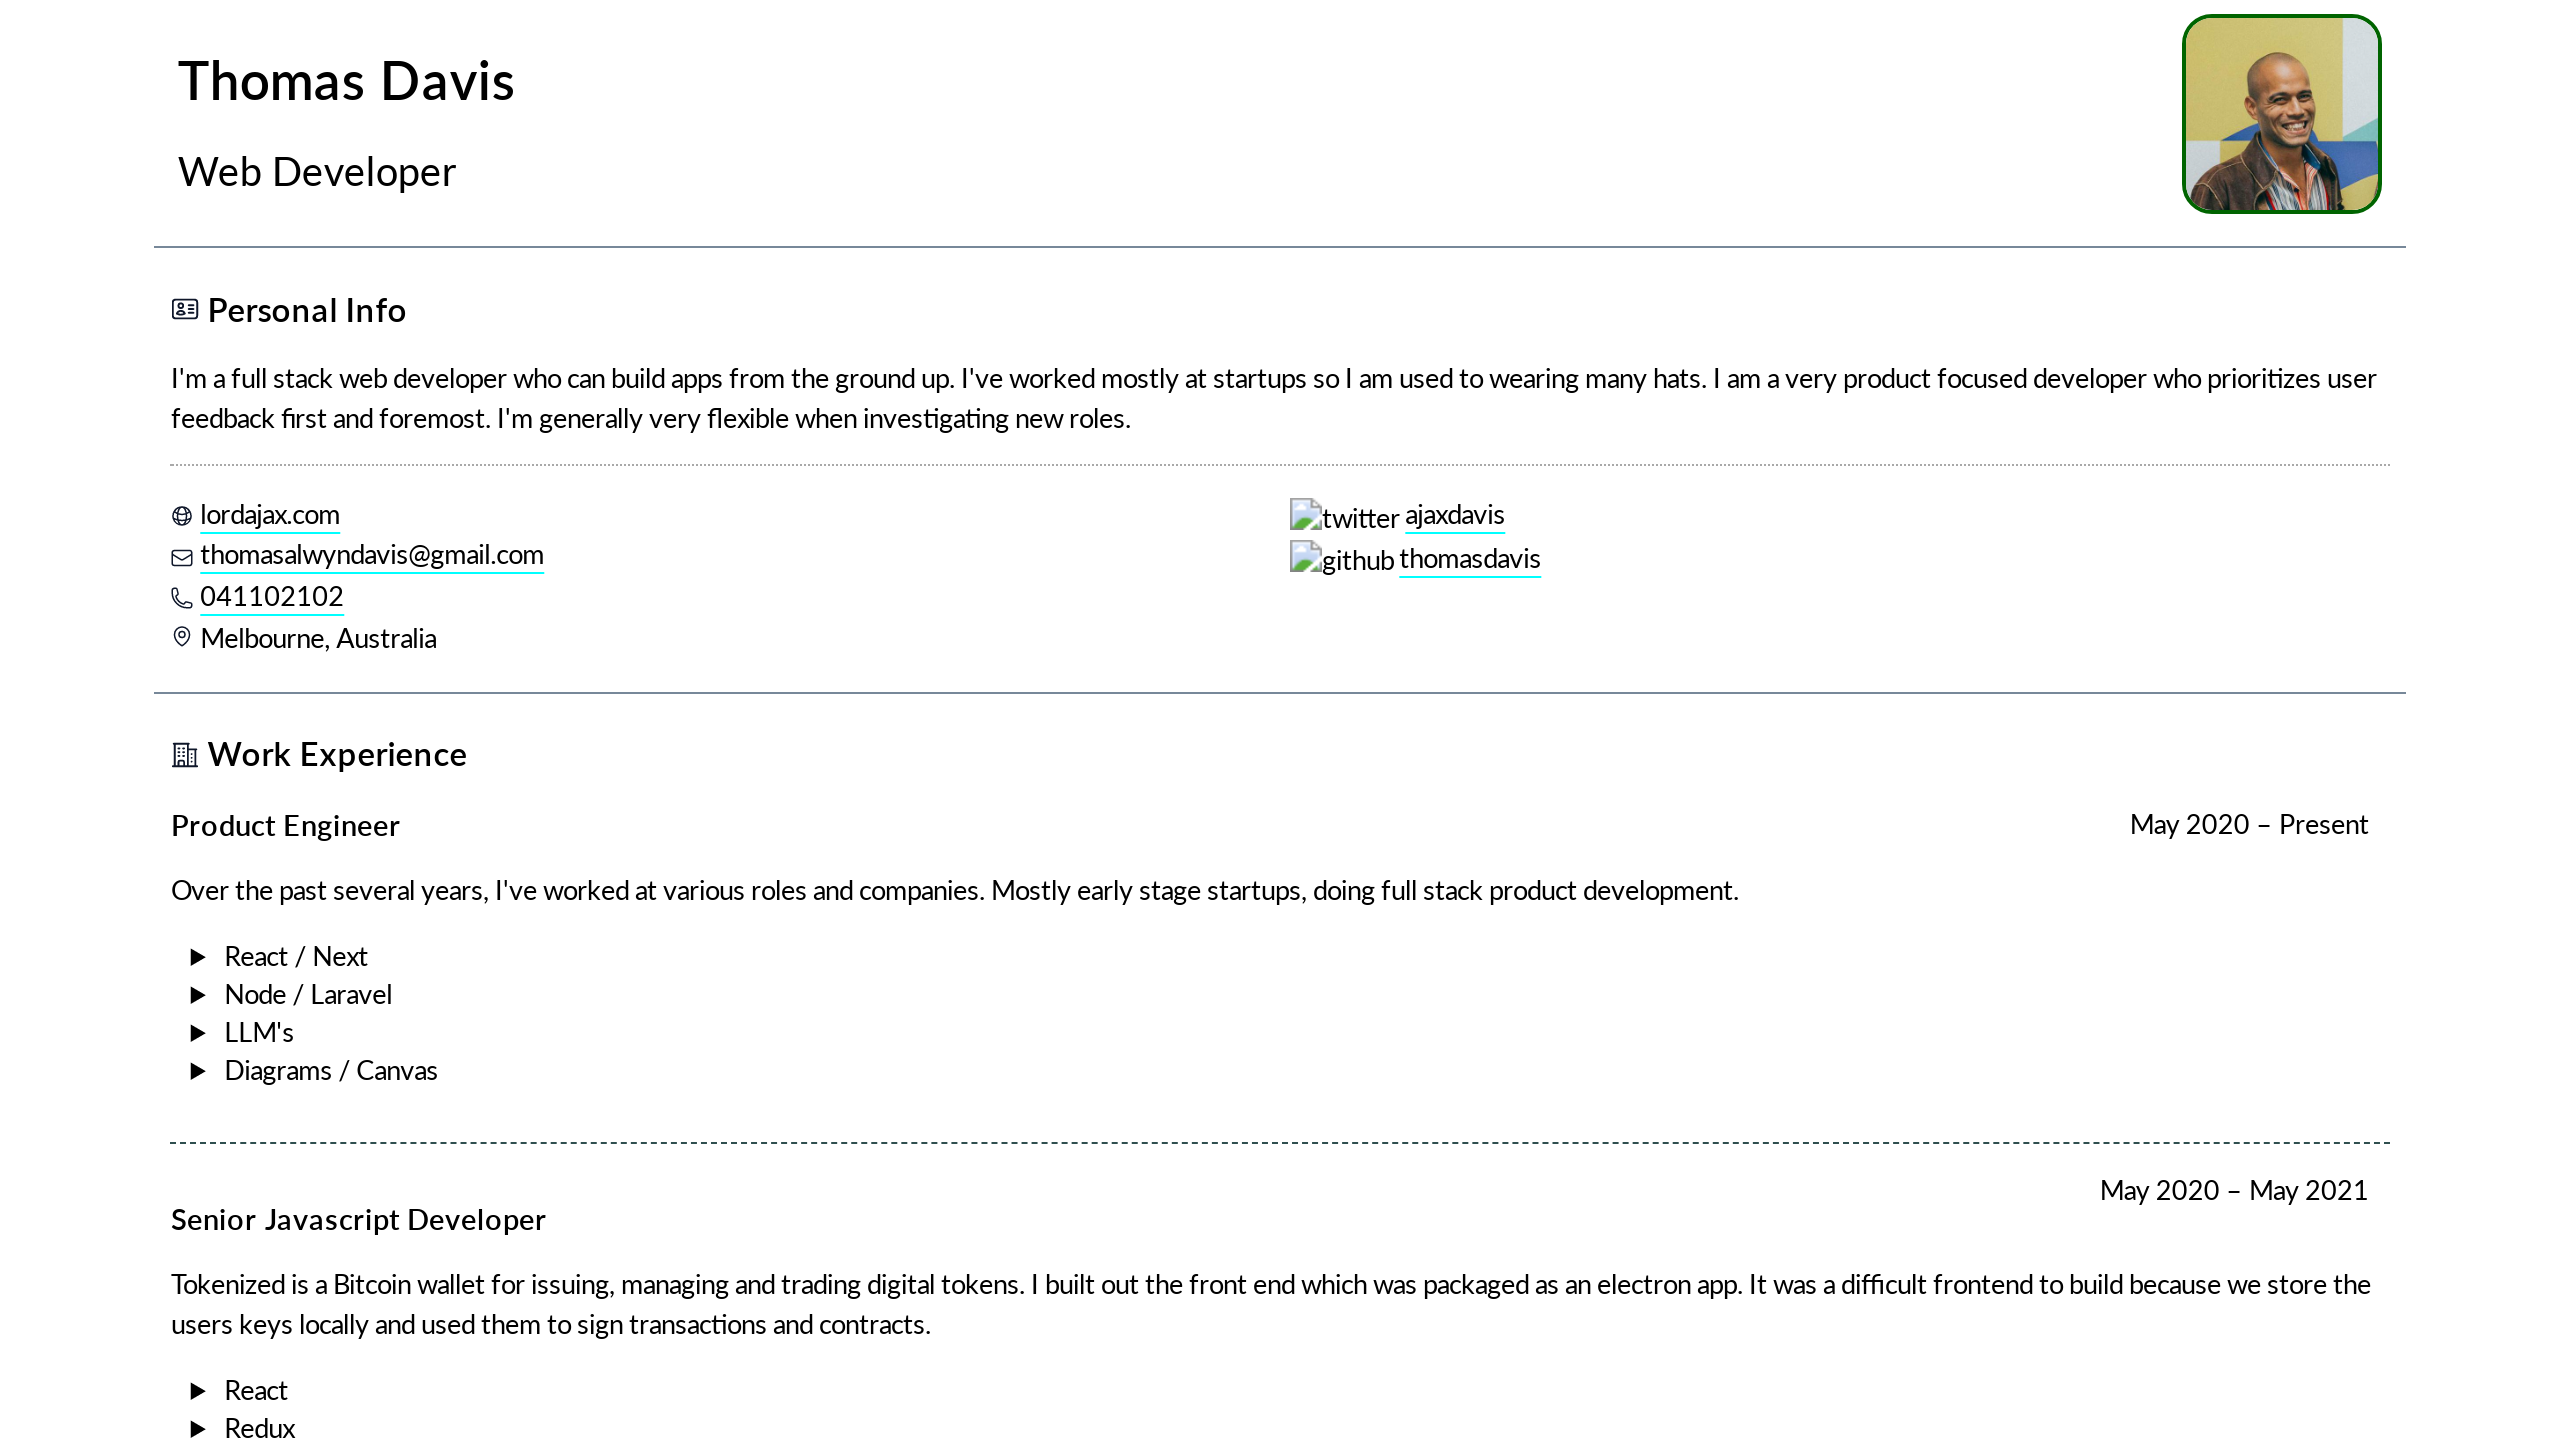 Thomas Davis
Web Developer
Personal Info
I'm a full stack web developer who can build apps from the ground up. I've worked mostly at startups so I am used to wearing many hats. I am a very product focused developer who prioritizes user
feedback first and foremost. I'm generally very flexible when investigating new roles.
lordajax.com
thomasalwyndavis@gmail.com
041102102
Melbourne, Australia
twitter ajaxdavis
github thomasdavis
Work Experience
Product Engineer
May 2020 – Present
Over the past several years, I've worked at various roles and companies. Mostly early stage startups, doing full stack product development.
React / Next
Node / Laravel
LLM's
Diagrams / Canvas
May 2020 – May 2021
Senior Javascript Developer
Tokenized is a Bitcoin wallet for issuing, managing and trading digital tokens. I built out the front end which was packaged as an electron app. It was a difficult frontend to build because we store the
users keys locally and used them to sign transactions and contracts.
React
Redux